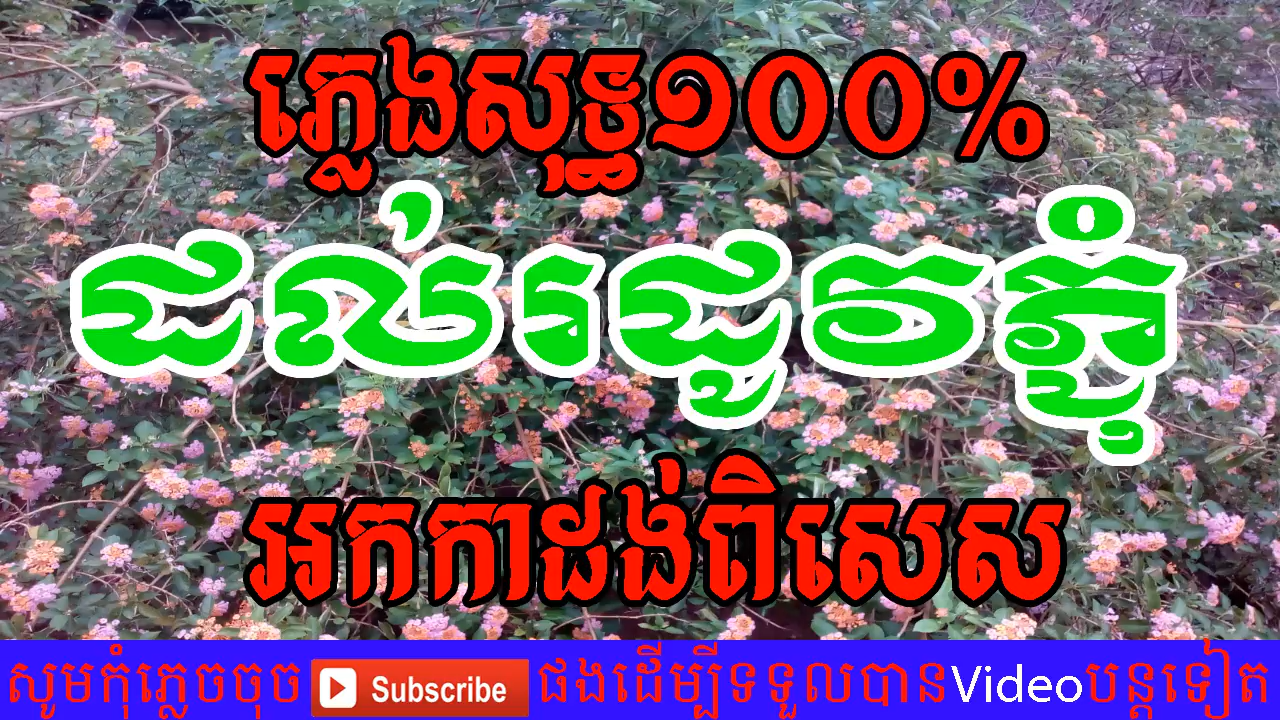 ភ្លេងសុទ្ធ១០០%
ដល់រដូវភ្ជុំ
អកកាដង់ពិសេស
សូមកុំភ្លេចចុច Subscribe ផងដើម្បីទទួលបានVideoបន្តទៀត